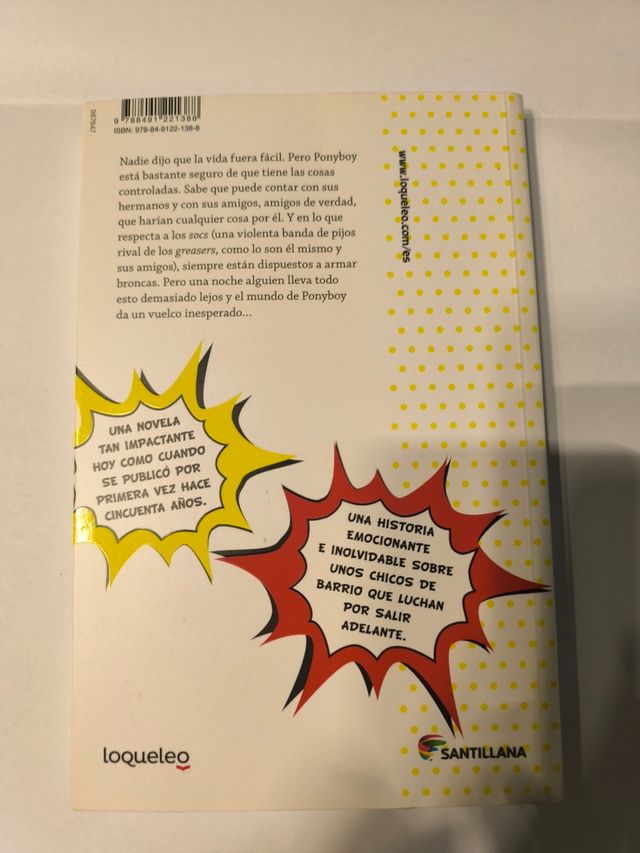 9 788491 221388
ISBN: 978-84-9122-138-8
987847
Nadie dijo que la vida fuera fácil. Pero Ponyboy
está bastante seguro de que tiene las cosas
controladas. Sabe que puede contar con sus
hermanos y con sus amigos, amigos de verdad,
que harían cualquier cosa por él. Y en lo que
respecta a los socs (una violenta banda de pijos
rival de los greasers, como lo son él mismo y
sus amigos), siempre están dispuestos a armar
broncas. Pero una noche alguien lleva todo
esto demasiado lejos y el mundo de Ponyboy
da un vuelco inesperado...
www.loqueleo.com/es
UNA NOVELA
TAN IMPACTANTE
HOY COMO CUANDO
SE PUBLICÓ POR
PRIMERA VEZ HACE
CINCUENTA AÑOS.
UNA HISTORIA
EMOCIONANTE
E INOLVIDABLE SOBRE
UNOS CHICOS DE
BARRIO QUE LUCHAN
POR SALIR
ADELANTE.
loqueleo
SANTILLANA